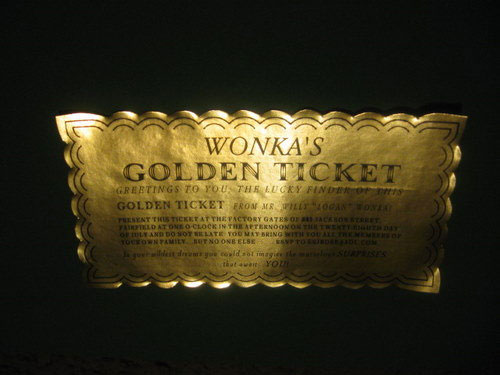 WONKA'S
GOLDEN TICKET
GREETINGS TO YOU, THE LUCKY FINDER OF THIS
GOLDEN TICKET FROM MR. WILLY "LOGAN" WONKA!
PRESENT THIS TICKET AT THE FACTORY GATES OF JACKSON STREET
FAIRFIELD AT ONE O-CLOCK IN THE AFTERNOON ON THE TWENTY-EIGHTH DAY
OF JULY AND DO NOT BE LATE YOU MAY BRING WITH YOU ALL THE MEMBERS OF
YOUR OWN FAMILY...BUT NO ONE ELSE RSVP TO
In your wildest dreams you could not imagine the marvelous SURPRISES
that await YOU!